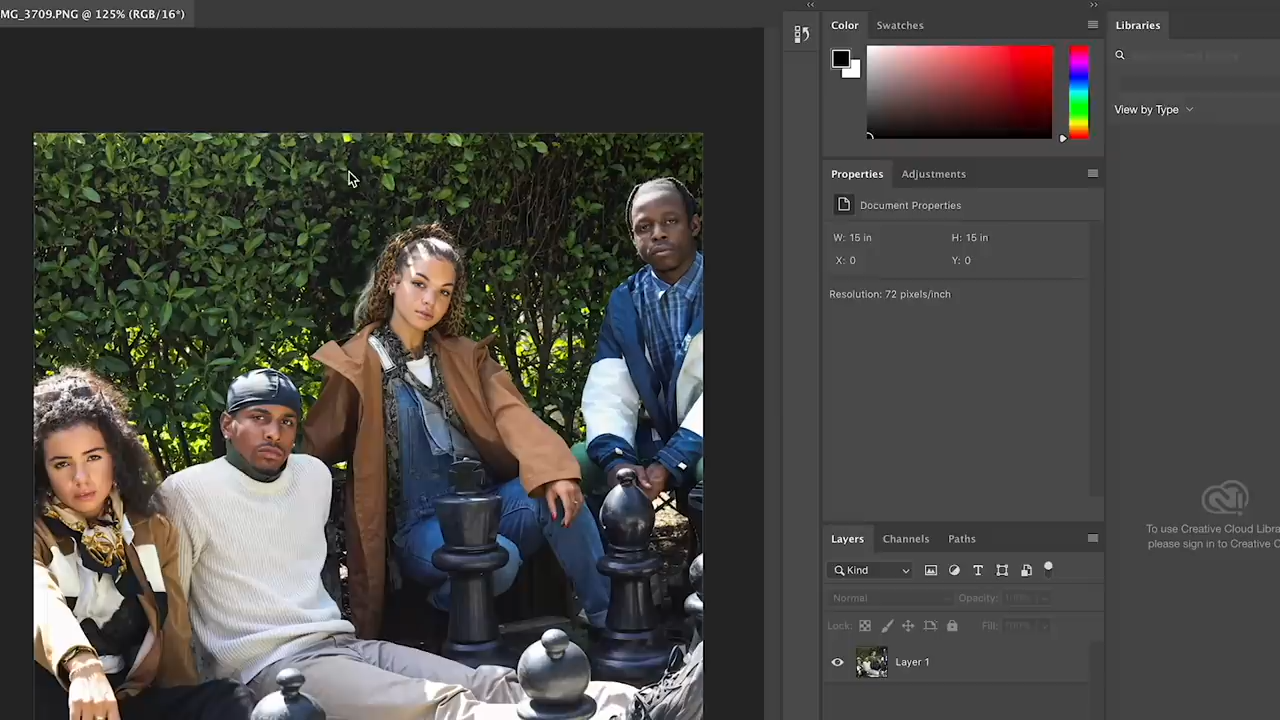 MG_3709.PNG @ 125% (RGB/16*)
Color
Swatches
Libraries
View by Type
Properties
Adjustments
Document Properties
W: 15 in
H: 15 in
X: 0
Y: 0
Resolution: 72 pixels/inch
To use Creative Cloud Libra
please sign in to Creative C
Layers
Channels
Paths
Kind
Normal
Opacity: 100%
Lock:
Fill: 100%
Layer 1